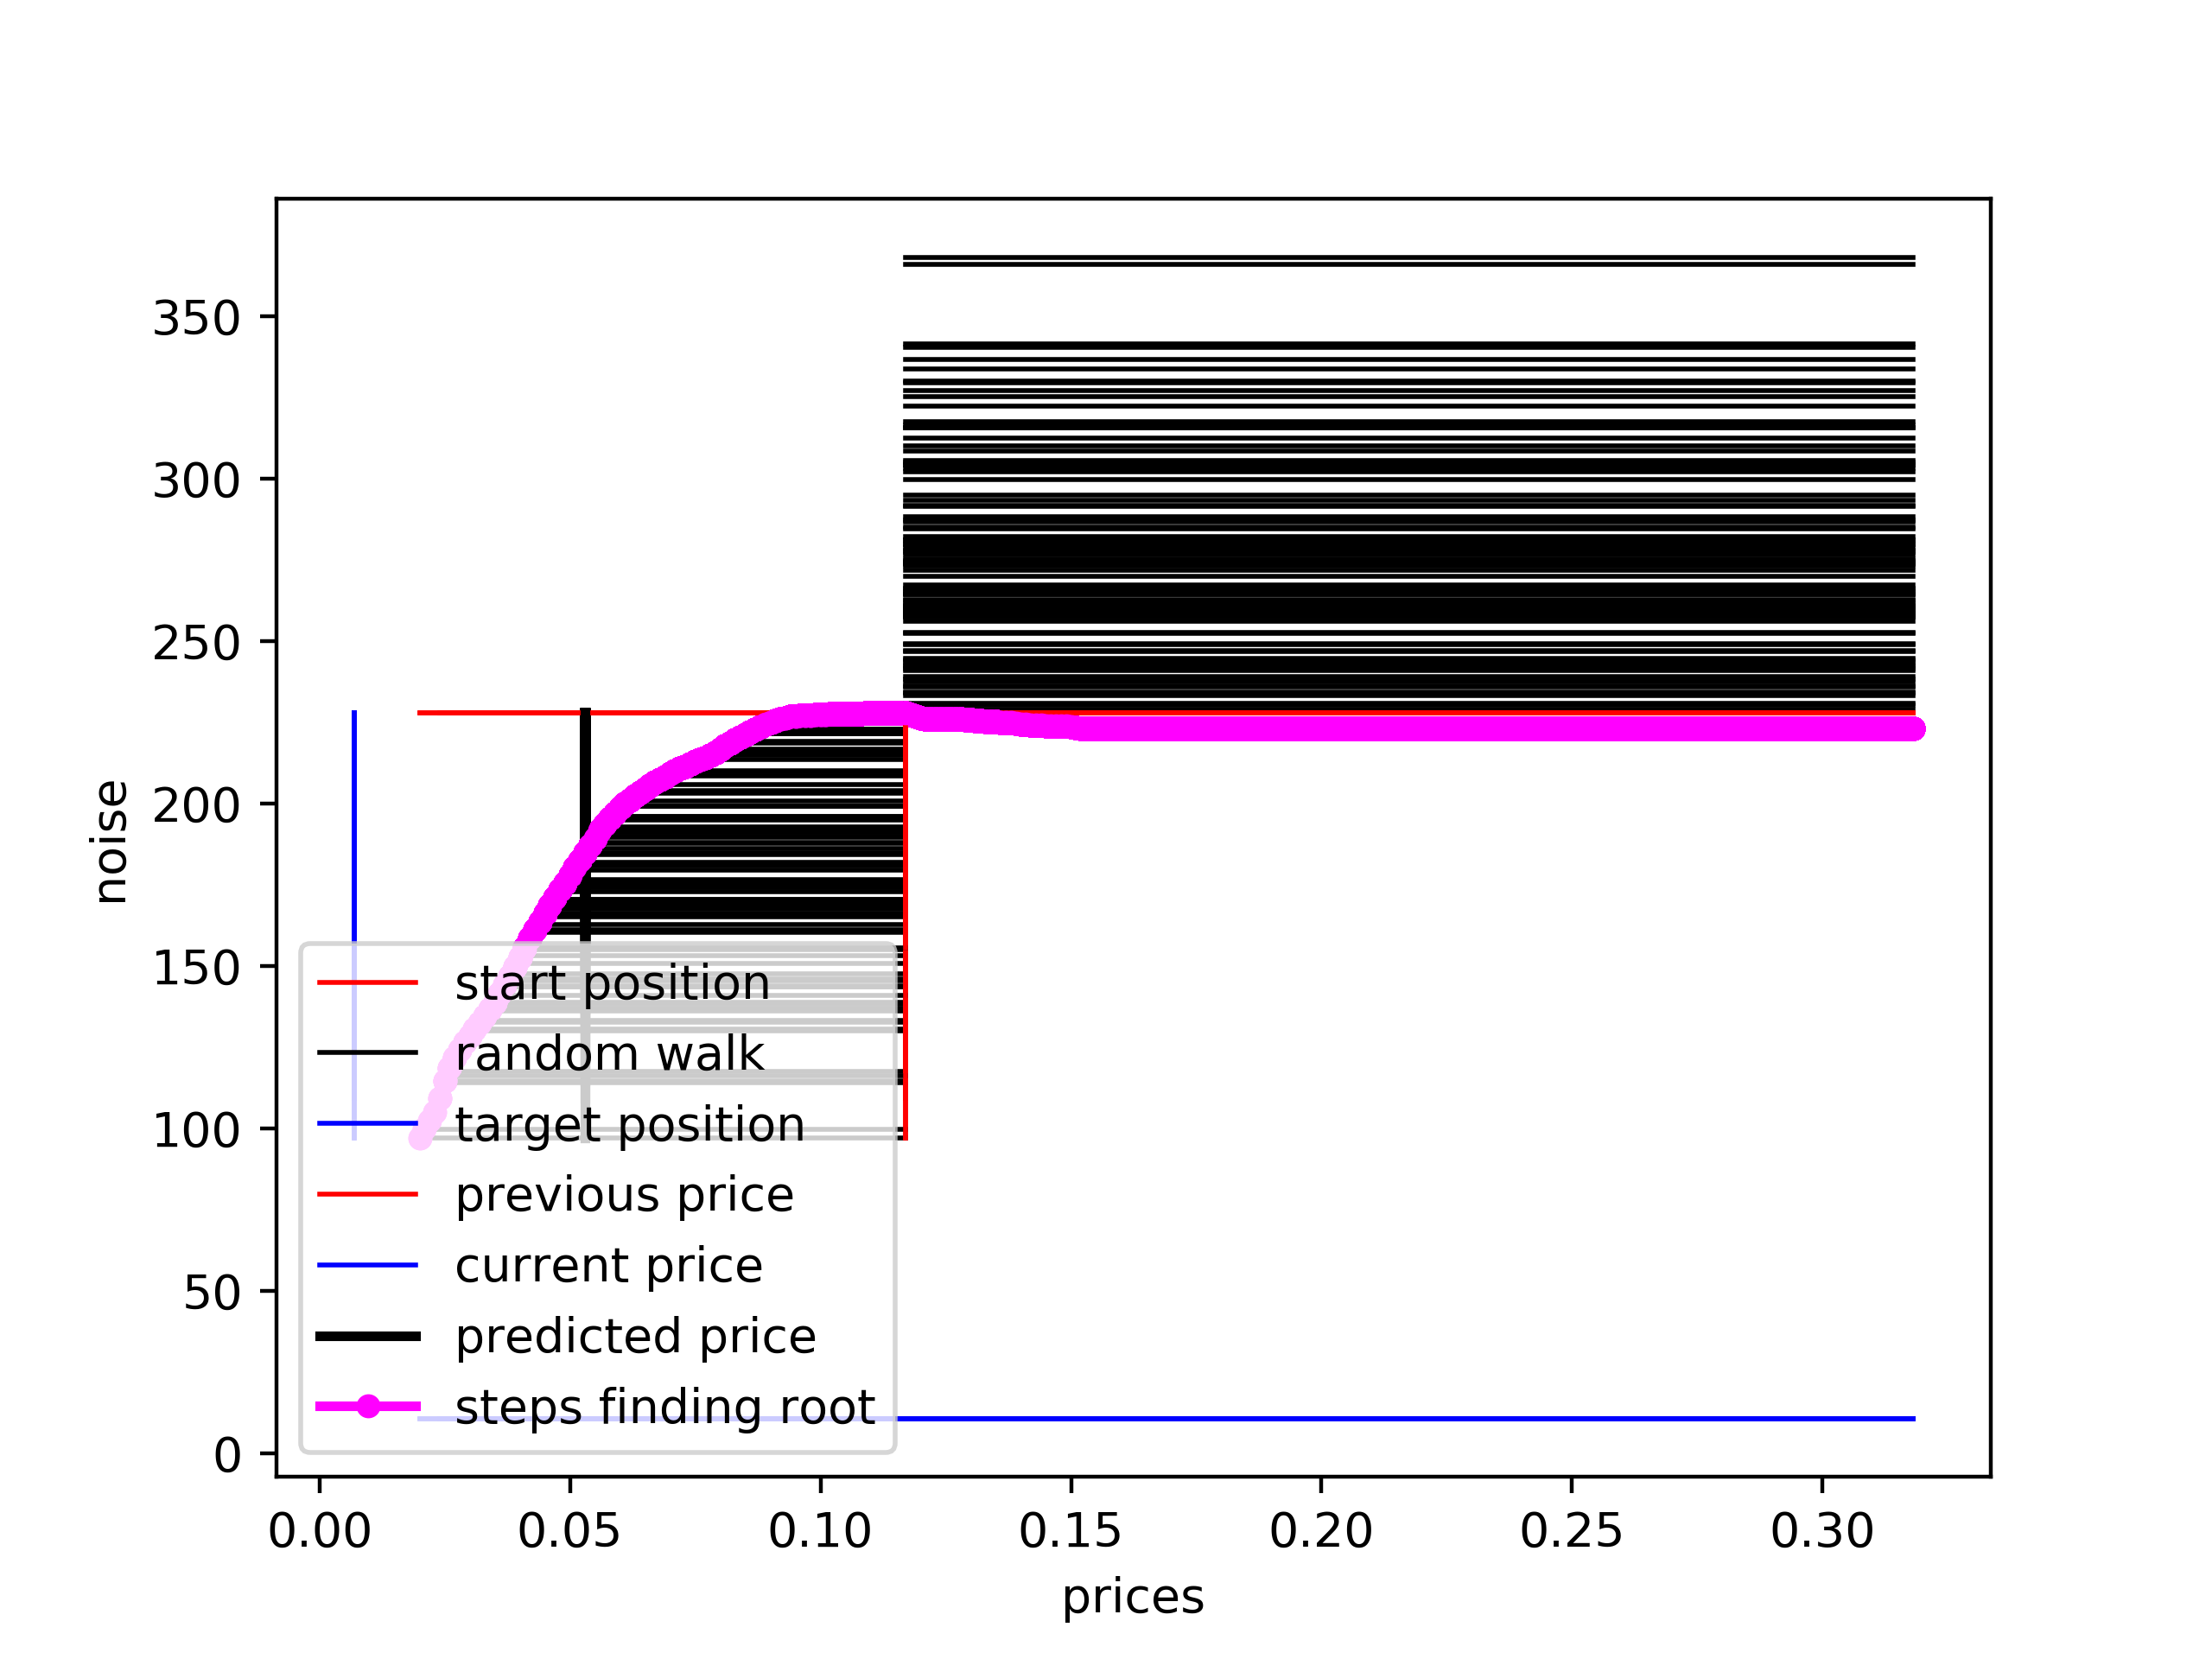 350
300
250
200
150
100
50
0
noise
start position
random walk
target position
previous price
current price
predicted price
steps finding root
0.00 0.05 0.10 0.15 0.20 0.25 0.30
prices